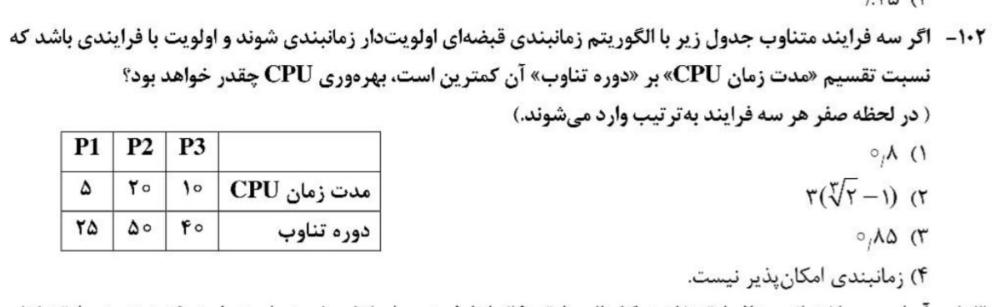 ۱۰۲- اگر سه فرایند متناوب جدول زیر با الگوریتم زمانبندی قبضه‌ای اولویت‌دار زمانبندی شوند و اولویت با فرایندی باشد که
نسبت تقسیم «مدت زمان CPU» بر «دوره تناوب» آن کمترین است، بهره‌وری CPU چقدر خواهد بود؟
( در لحظه صفر هر سه فرایند به‌ترتیب وارد می‌شوند.)
P1 P2 P3
مدت زمان CPU ۱۰ ۲۰ ۵
دوره تناوب ۴۰ ۵۰ ۲۵
۱) ۰٫۸
۲) ۳(∛۲ − ۱)
۳) ۰٫۸۵
۴) زمانبندی امکان‌پذیر نیست.